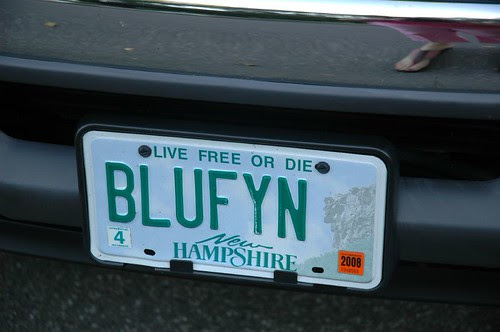 LIVE FREE OR DIE
BLUFYN
4
New
HAMPSHIRE
2008